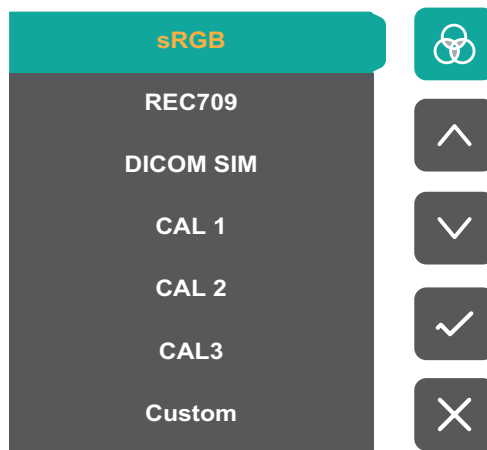 sRGB
REC709
DICOM SIM
CAL 1
CAL 2
CAL3
Custom